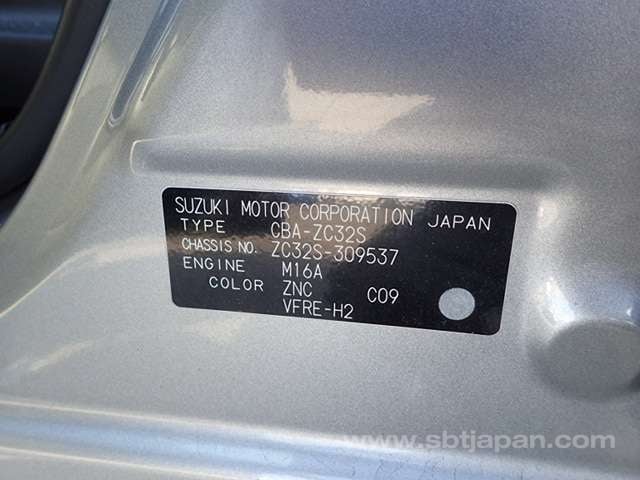 SUZUKI MOTOR CORPORATION JAPAN
TYPE CBA-ZC32S
CHASSIS NO. ZC32S-309537
ENGINE M16A
COLOR ZNC C09
VFRE-H2
www.sbtjapan.com